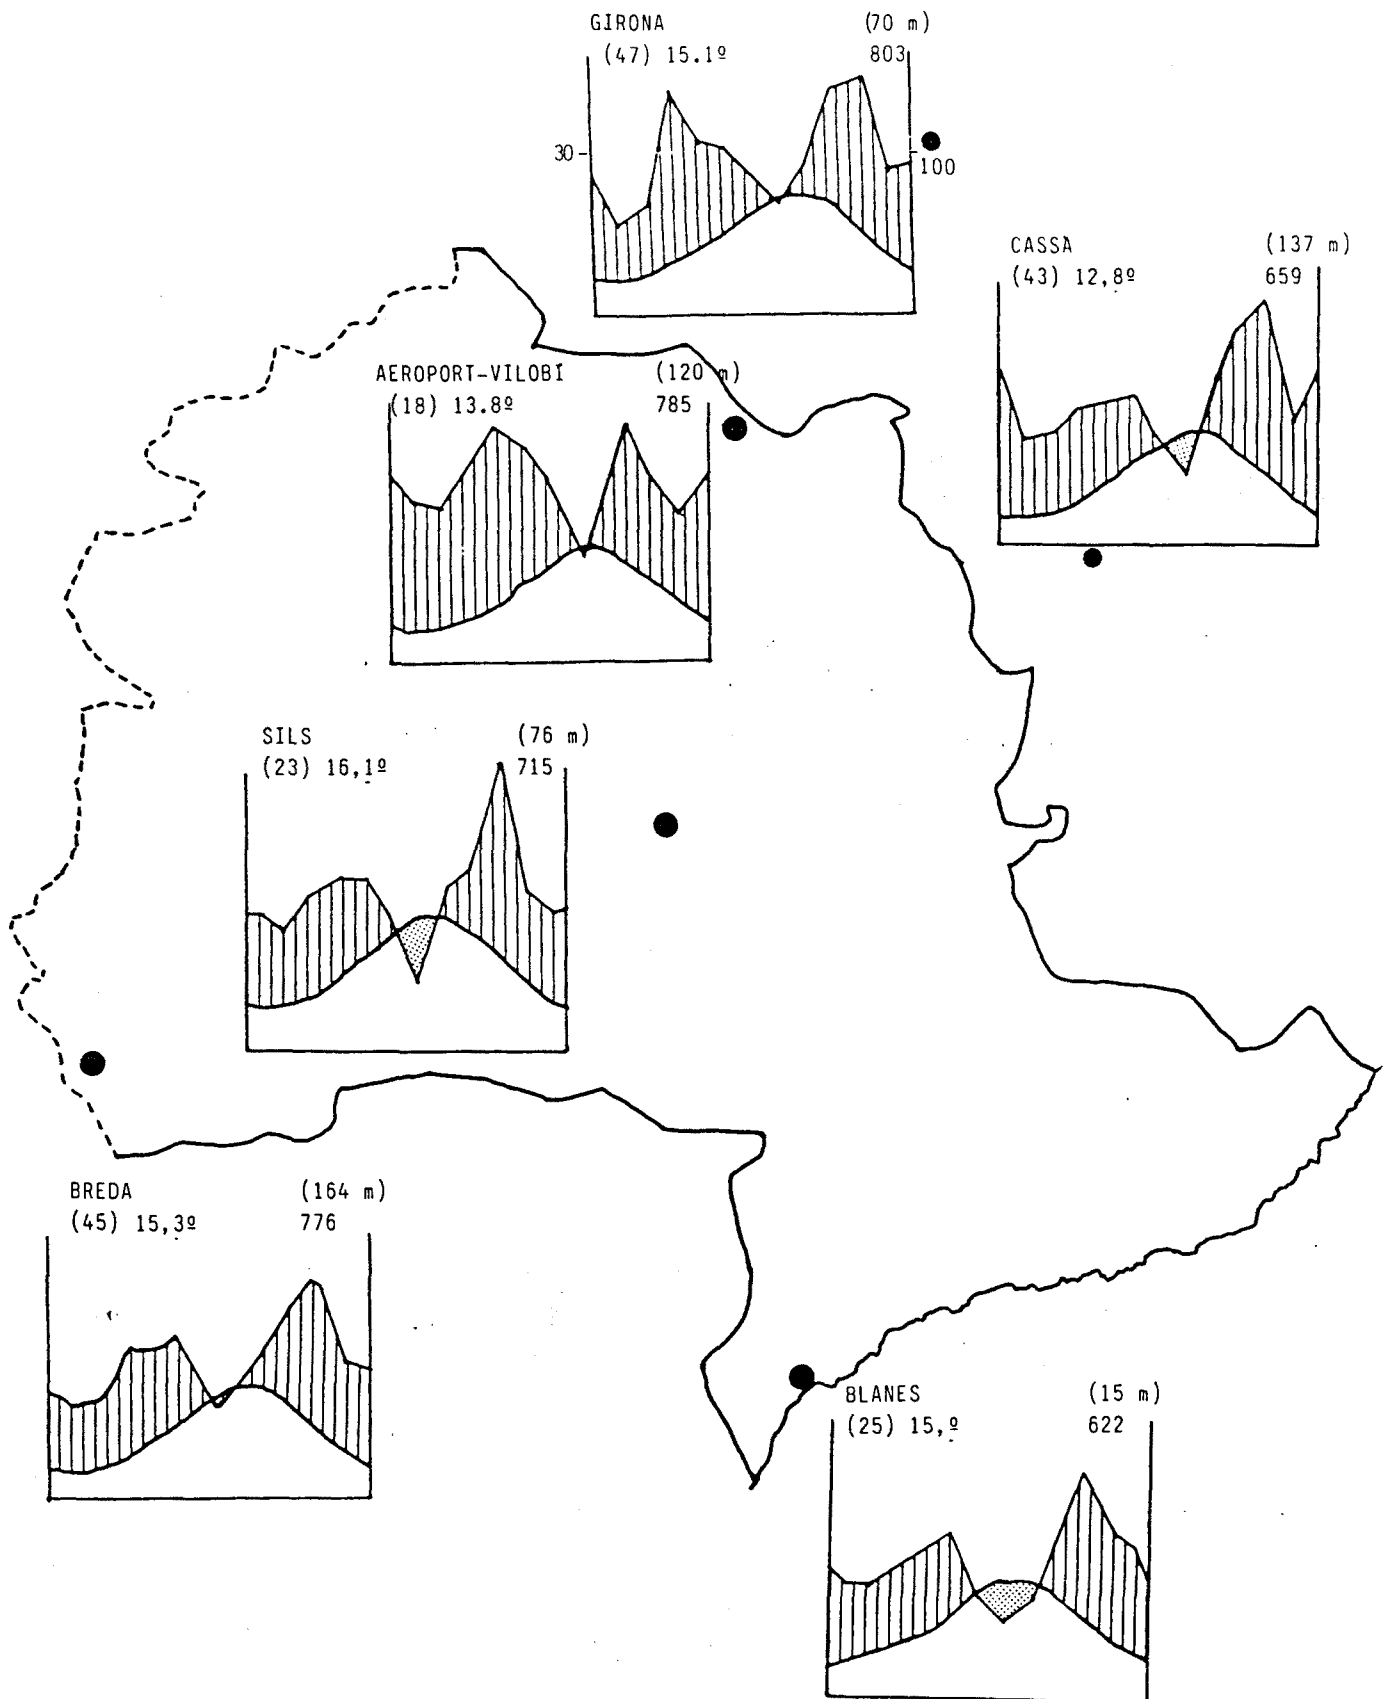 GIRONA (70 m)
(47) 15.1º 803
30-
100
CASSÀ (137 m)
(43) 12,8º 659
AEROPORT-VILOBÍ (120 m)
(18) 13.8º 785
SILS (76 m)
(23) 16,1º 715
BREDA (164 m)
(45) 15,3º 776
BLANES (15 m)
(25) 15,º 622